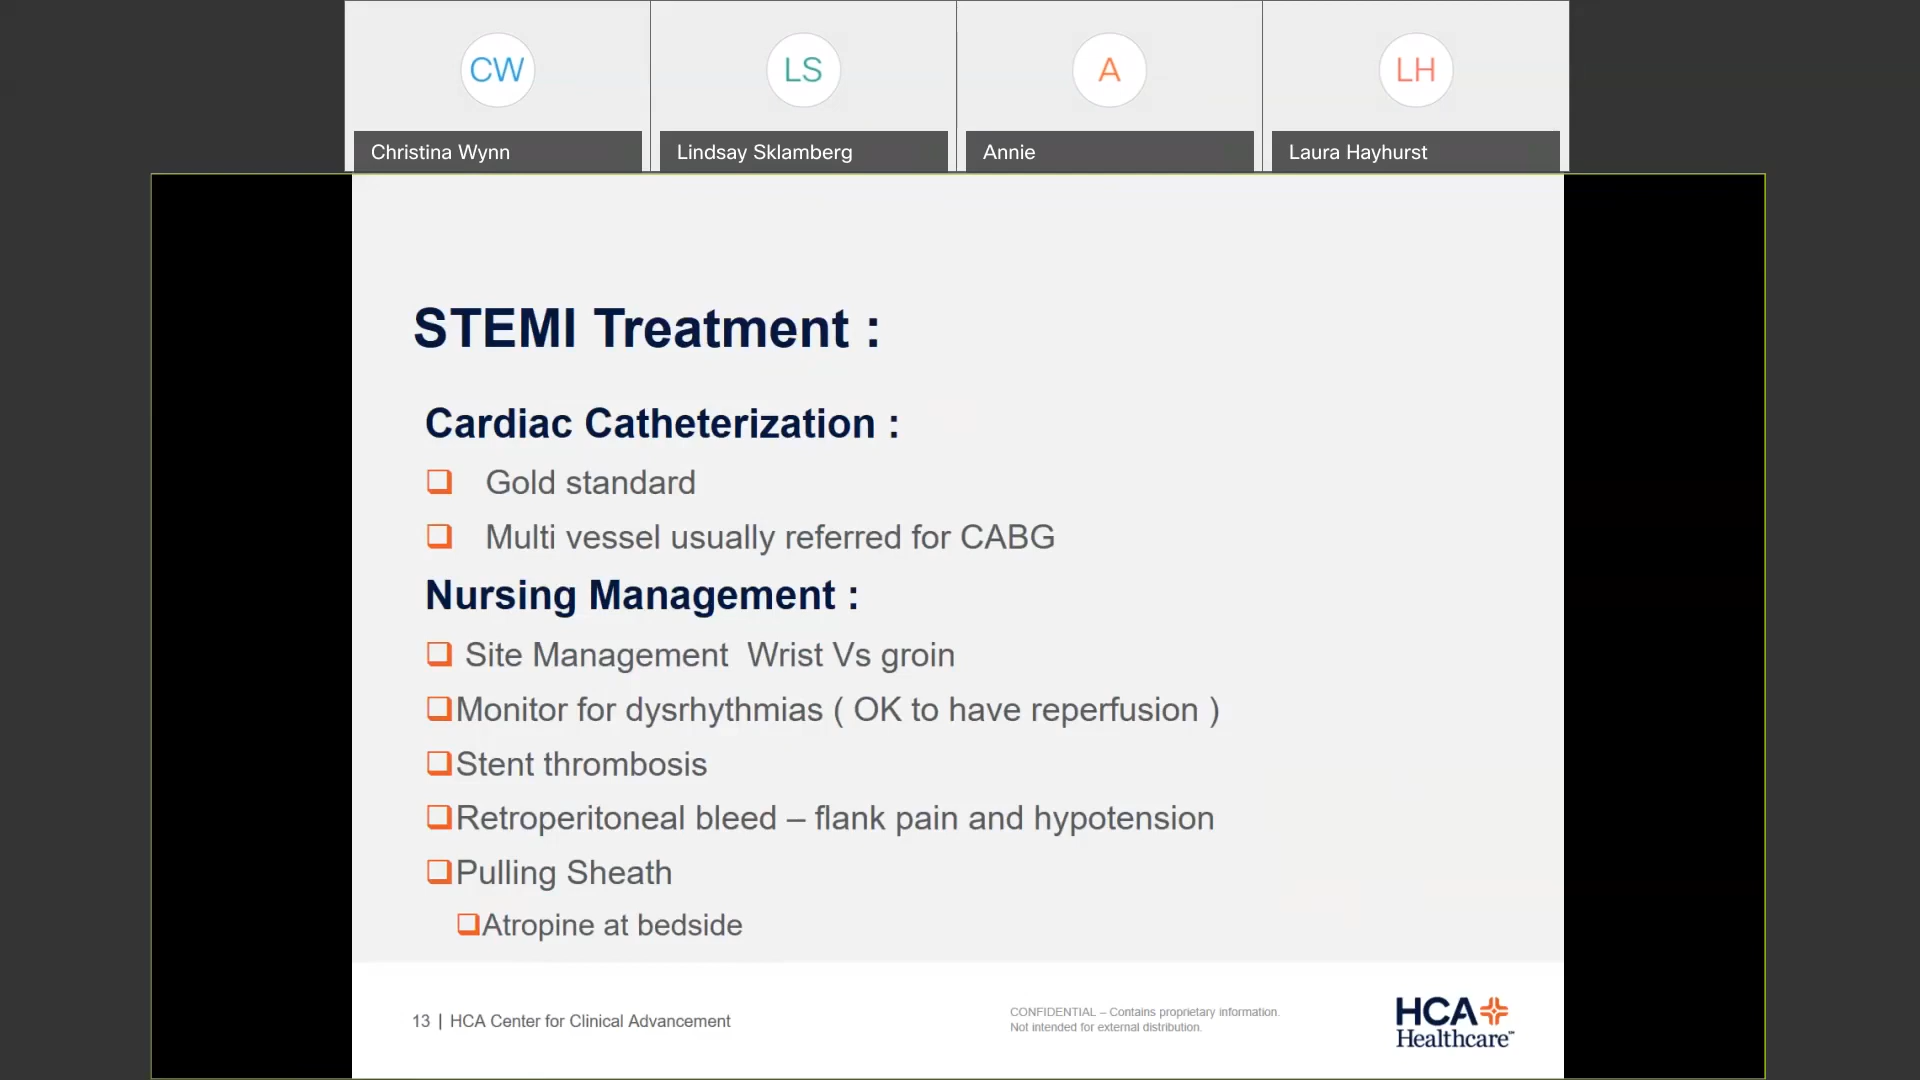 CW
LS
A
LH
Christina Wynn
Lindsay Sklamberg
Annie
Laura Hayhurst
STEMI Treatment :
Cardiac Catheterization :
Gold standard
Multi vessel usually referred for CABG
Nursing Management :
Site Management Wrist Vs groin
Monitor for dysrhythmias ( OK to have reperfusion )
Stent thrombosis
Retroperitoneal bleed – flank pain and hypotension
Pulling Sheath
Atropine at bedside
13 | HCA Center for Clinical Advancement
CONFIDENTIAL – Contains proprietary information.
Not intended for external distribution.
HCA
Healthcare™